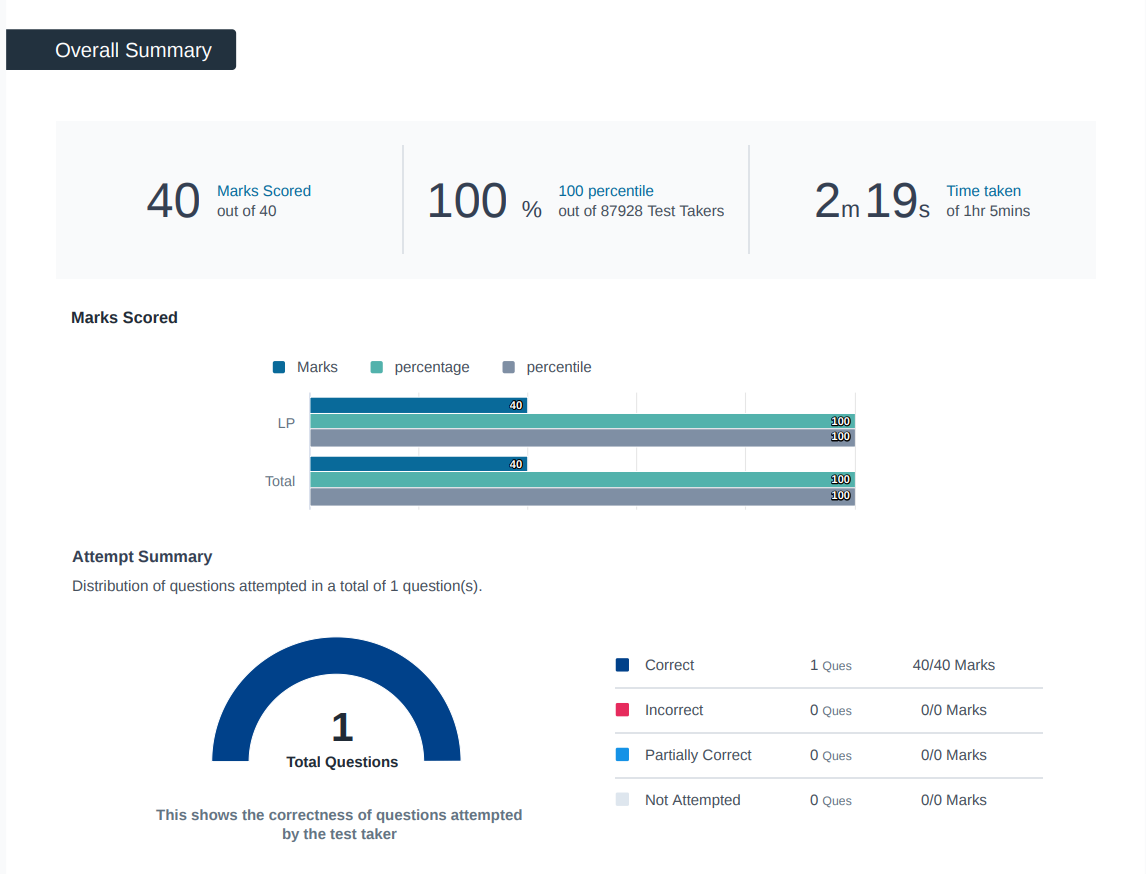 Overall Summary
40 Marks Scored
out of 40
100 % 100 percentile
out of 87928 Test Takers
2m 19s Time taken
of 1hr 5mins
Marks Scored
Marks percentage percentile
LP
40
100
100
Total
40
100
100
Attempt Summary
Distribution of questions attempted in a total of 1 question(s).
1
Total Questions
This shows the correctness of questions attempted
by the test taker
Correct 1 Ques 40/40 Marks
Incorrect 0 Ques 0/0 Marks
Partially Correct 0 Ques 0/0 Marks
Not Attempted 0 Ques 0/0 Marks